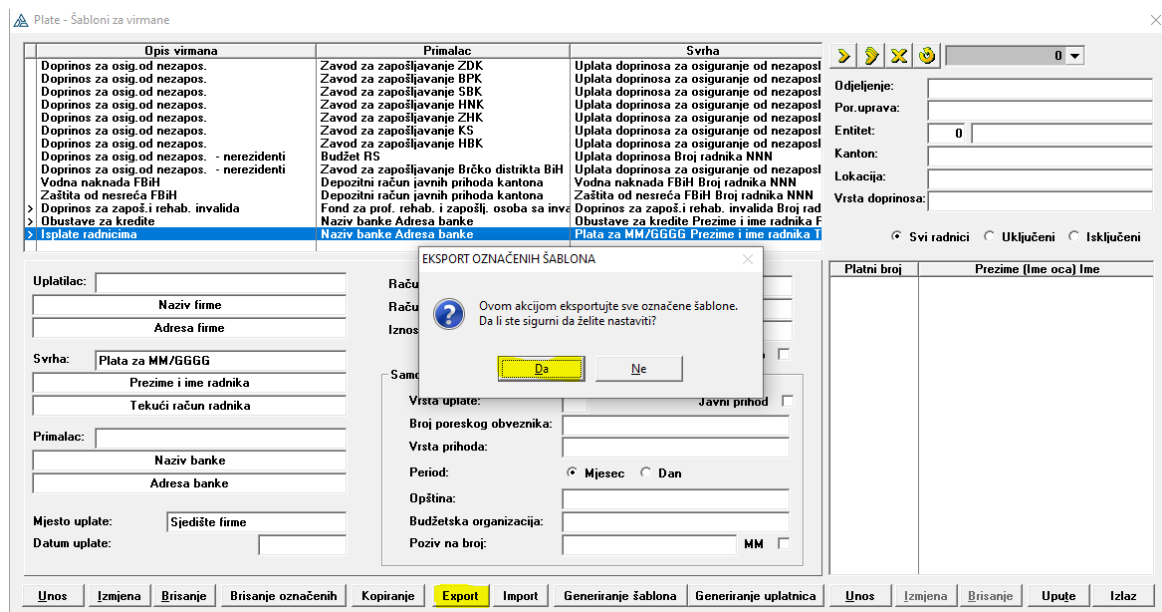 Plate - Šabloni za virmane
Opis virmana Primalac Svrha
Doprinos za osig.od nezapos. Zavod za zapošljavanje ZDK Uplata doprinosa za osiguranje od nezaposl
Doprinos za osig.od nezapos. Zavod za zapošljavanje BPK Uplata doprinosa za osiguranje od nezaposl
Doprinos za osig.od nezapos. Zavod za zapošljavanje SBK Uplata doprinosa za osiguranje od nezaposl
Doprinos za osig.od nezapos. Zavod za zapošljavanje HNK Uplata doprinosa za osiguranje od nezaposl
Doprinos za osig.od nezapos. Zavod za zapošljavanje ZHK Uplata doprinosa za osiguranje od nezaposl
Doprinos za osig.od nezapos. Zavod za zapošljavanje KS Uplata doprinosa za osiguranje od nezaposl
Doprinos za osig.od nezapos. Zavod za zapošljavanje HBK Uplata doprinosa za osiguranje od nezaposl
Doprinos za osig.od nezapos. - nerezidenti Budžet RS Uplata doprinosa Broj radnika NNN
Doprinos za osig.od nezapos. - nerezidenti Zavod za zapošljavanje Brčko distrikta BiH Uplata doprinosa za osiguranje od nezaposl
Vodna naknada FBiH Depozitni račun javnih prihoda kantona Vodna naknada FBiH Broj radnika NNN
Zaštita od nesreća FBiH Depozitni račun javnih prihoda kantona Zaštita od nesreća FBiH Broj radnika NNN
> Doprinos za zapoš.i rehab. invalida Fond za prof. rehab. i zapošlj. osoba sa inva Doprinos za zapoš.i rehab. invalida Broj rad
> Obustave za kredite Naziv banke Adresa banke Obustave za kredite Prezime i ime radnika F
> Isplate radnicima Naziv banke Adresa banke Plata za MM/GGGG Prezime i ime radnika T
0
Odjeljenje:
Por.uprava:
Entitet: 0
Kanton:
Lokacija:
Vrsta doprinosa:
Svi radnici Uključeni Isključeni
Platni broj Prezime (Ime oca) Ime
EKSPORT OZNAČENIH ŠABLONA
Ovom akcijom eksportujte sve označene šablone.
Da li ste sigurni da želite nastaviti?
Da Ne
Uplatilac:
Naziv firme
Adresa firme
Svrha: Plata za MM/GGGG
Prezime i ime radnika
Tekući račun radnika
Primalac:
Naziv banke
Adresa banke
Mjesto uplate: Sjedište firme
Datum uplate:
Raču
Raču
Iznos
Samo
Vrsta uplate: Javni prihod
Broj poreskog obveznika:
Vrsta prihoda:
Period: Mjesec Dan
Opština:
Budžetska organizacija:
Poziv na broj: MM
Unos Izmjena Brisanje Brisanje označenih Kopiranje Export Import Generiranje šablona Generiranje uplatnica Unos Izmjena Brisanje Upute Izlaz